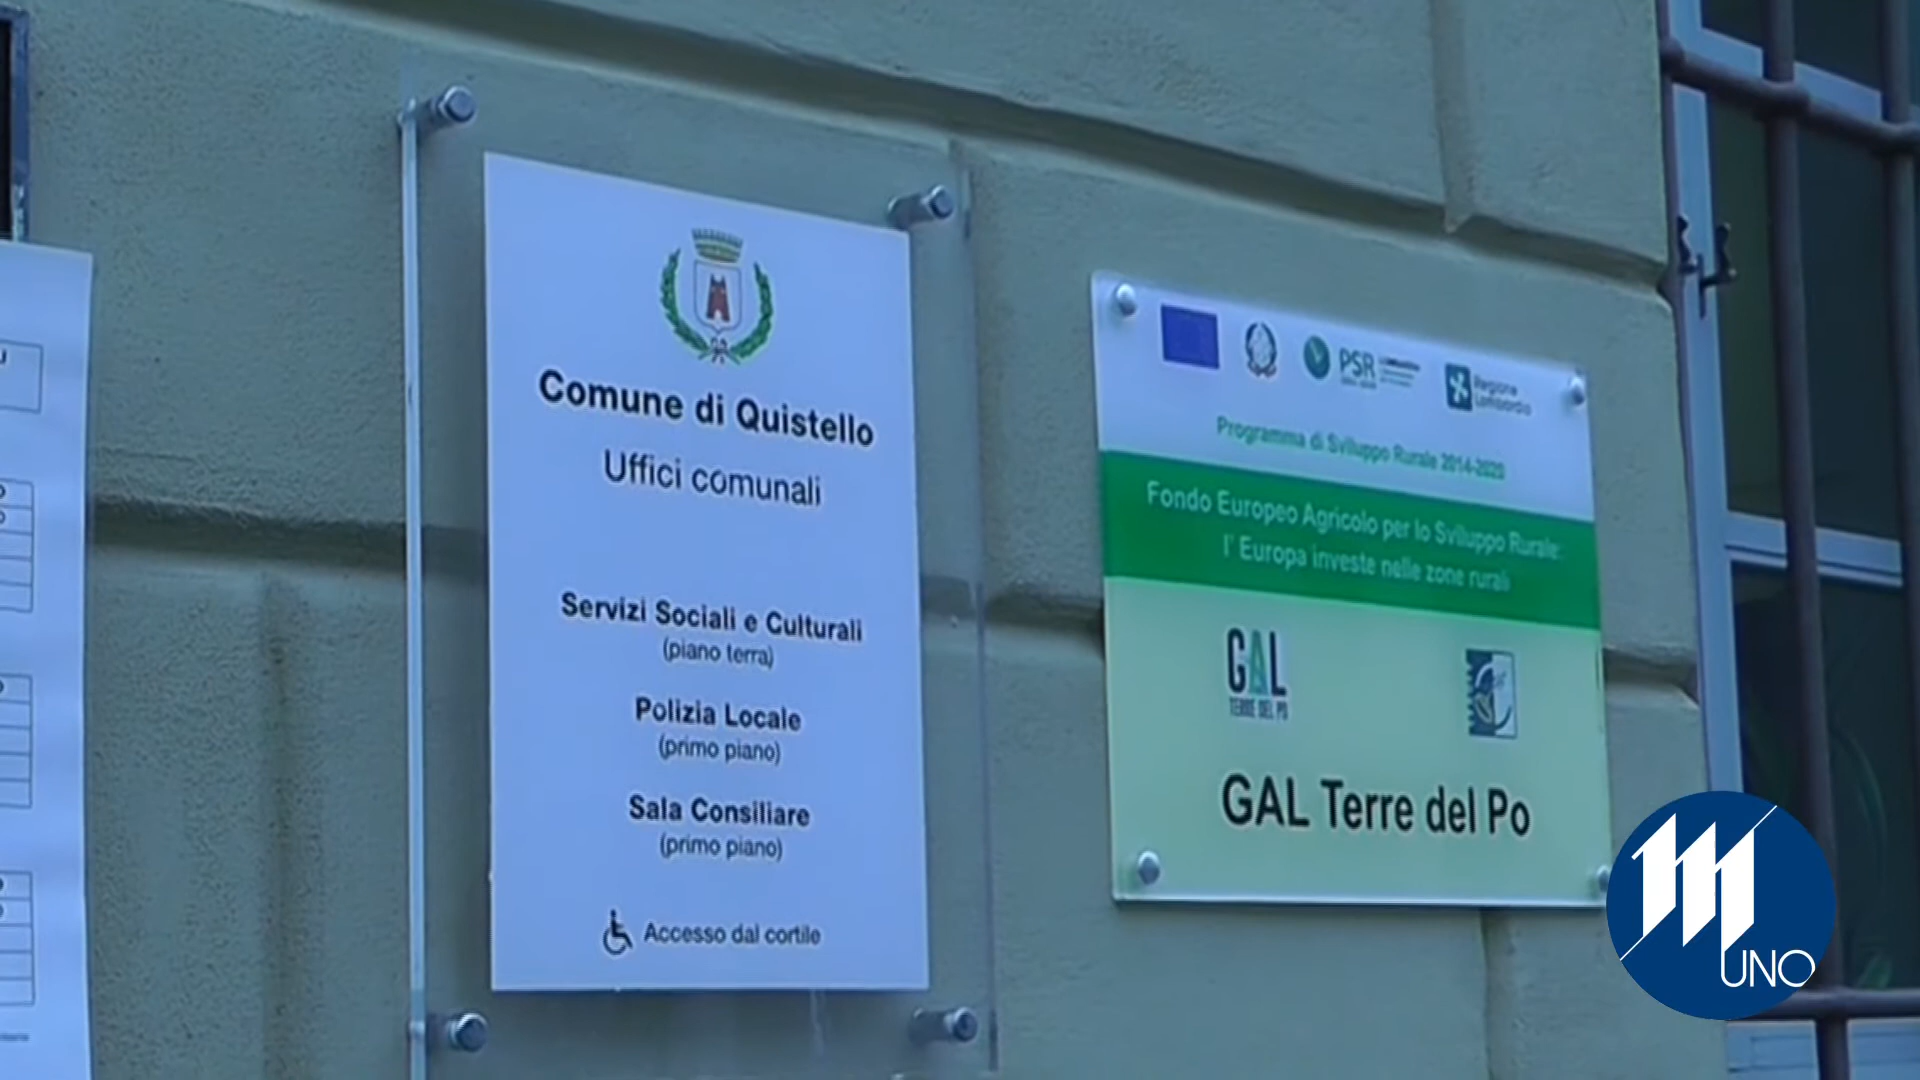 Comune di Quistello
Uffici comunali
Servizi Sociali e Culturali
(piano terra)
Polizia Locale
(primo piano)
Sala Consiliare
(primo piano)
Accesso dal cortile
PSR
Regione
Lombardia
Programma di Sviluppo Rurale 2014-2020
Fondo Europeo Agricolo per lo Sviluppo Rurale:
l' Europa investe nelle zone rurali
GAL
TERRE DEL PO
GAL Terre del Po
M
UNO